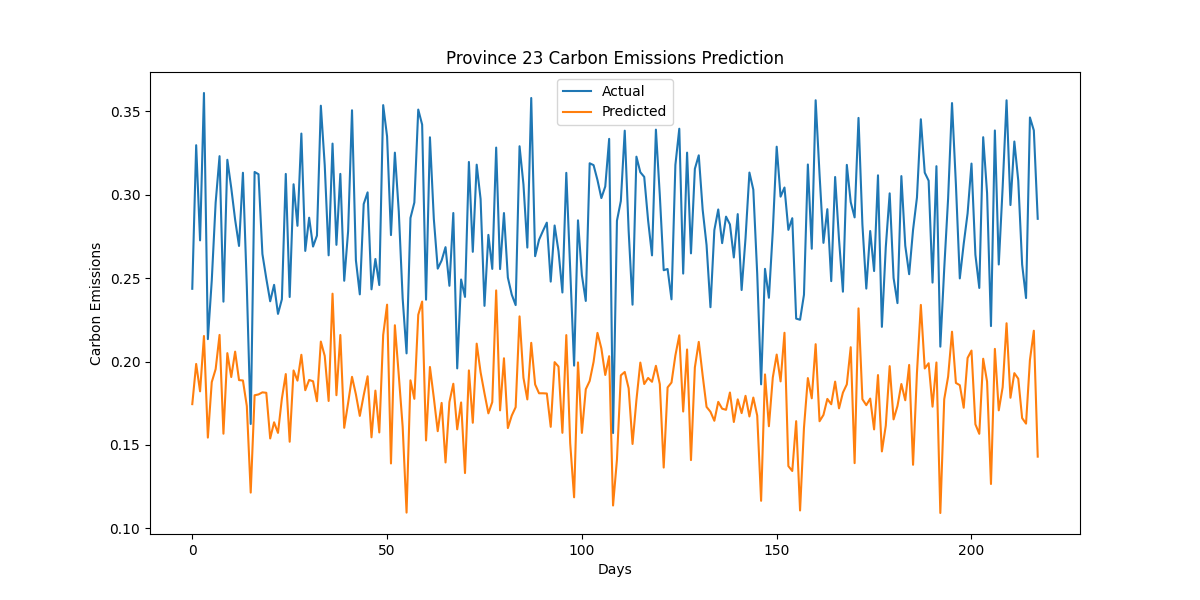 Province 23 Carbon Emissions Prediction
Actual
Predicted
Carbon Emissions
0.35
0.30
0.25
0.20
0.15
0.10
0
50
100
150
200
Days